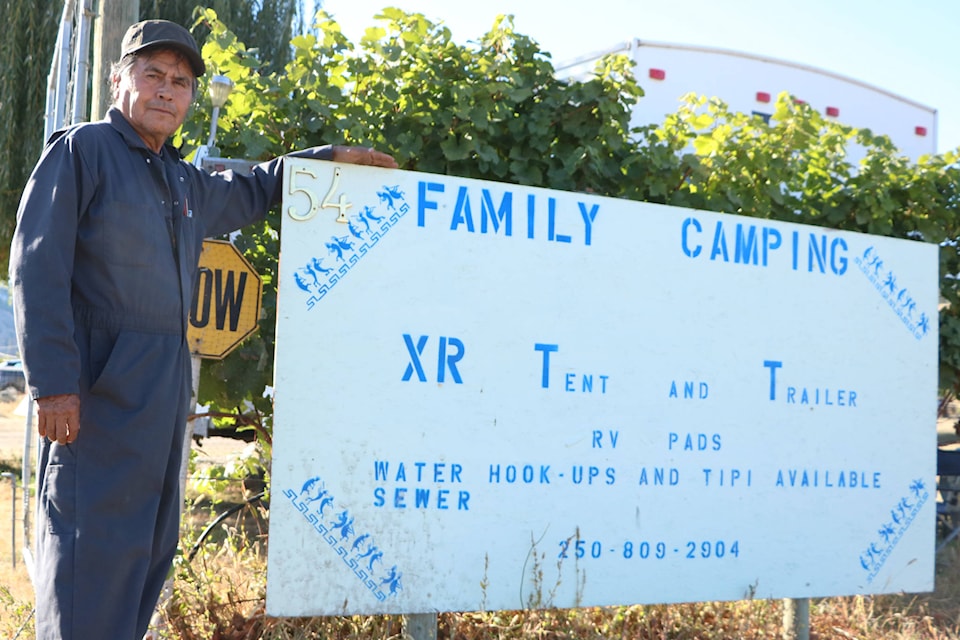 54
FAMILY CAMPING
XR TENT AND TRAILER
RV PADS
WATER HOOK-UPS AND TIPI AVAILABLE
SEWER
250-809-2904
OW